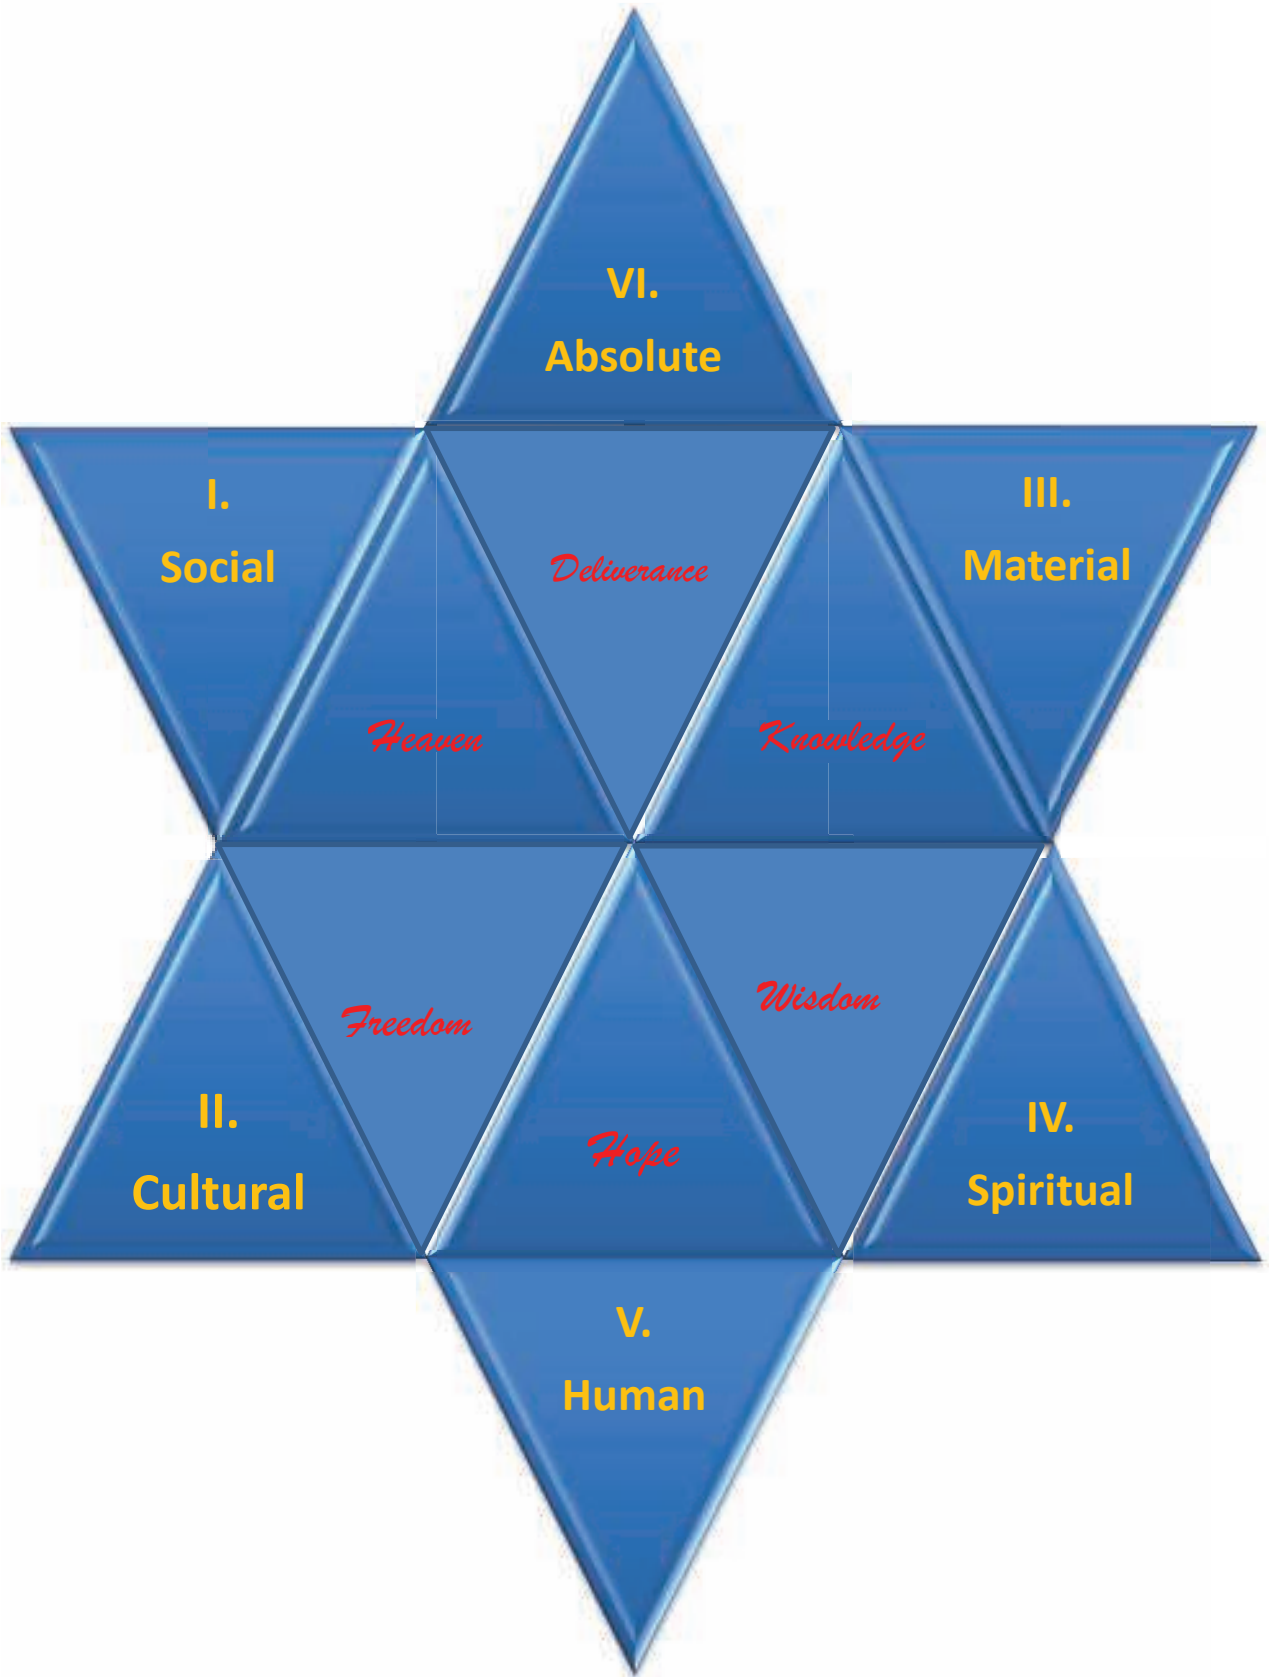 VI.
Absolute
I.
Social
III.
Material
Deliverance
Heaven
Knowledge
Freedom
Wisdom
II.
Cultural
Hope
IV.
Spiritual
V.
Human